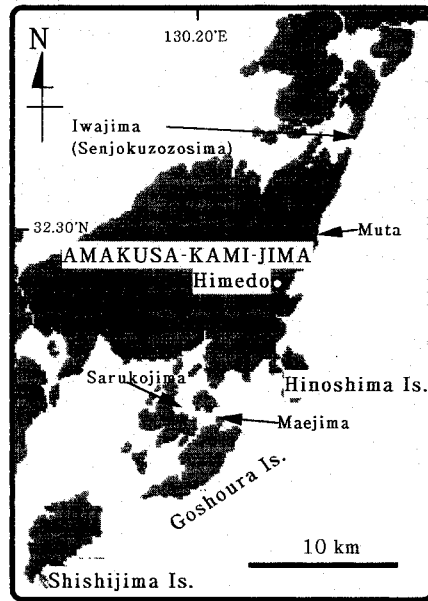 130.20'E
N
Iwajima
(Senjokuzozosima)
Muta
32.30'N
AMAKUSA-KAMI-JIMA
Himedo
Sarukojima
Hinoshima Is.
Maejima
Goshoura Is.
10 km
Shishijima Is.